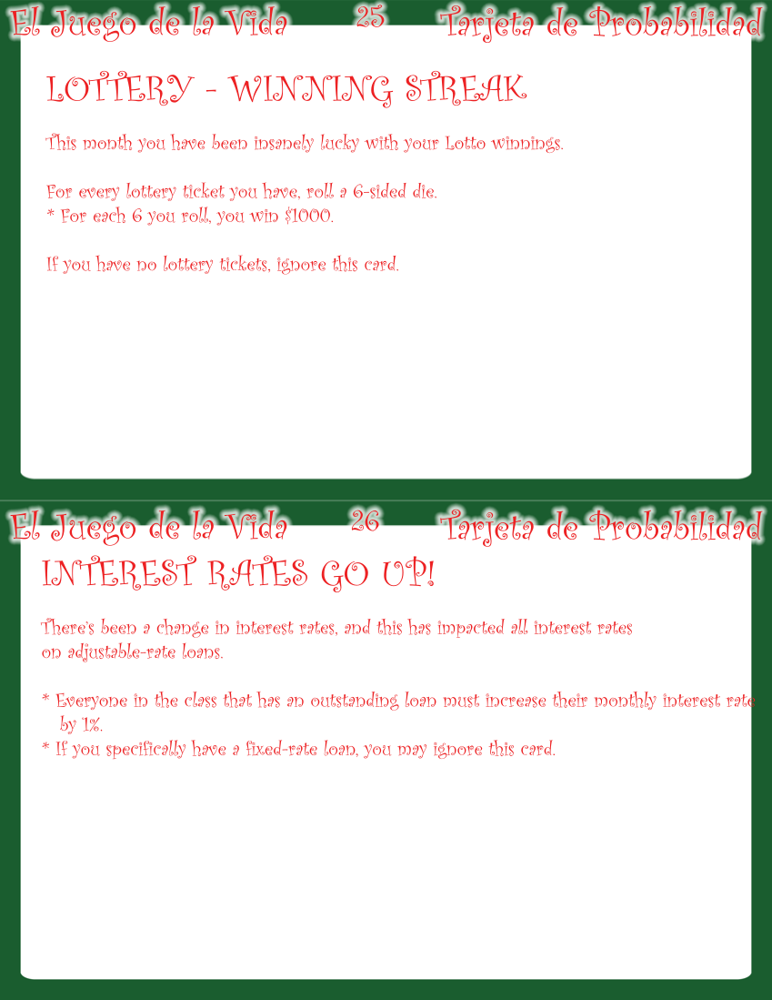 El Juego de la Vida 25 Tarjeta de Probabilidad
LOTTERY - WINNING STREAK
This month you have been insanely lucky with your Lotto winnings.
For every lottery ticket you have, roll a 6-sided die.
* For each 6 you roll, you win $1000.
If you have no lottery tickets, ignore this card.
El Juego de la Vida 26 Tarjeta de Probabilidad
INTEREST RATES GO UP!
There's been a change in interest rates, and this has impacted all interest rates
on adjustable-rate loans.
* Everyone in the class that has an outstanding loan must increase their monthly interest rate
by 1%.
* If you specifically have a fixed-rate loan, you may ignore this card.